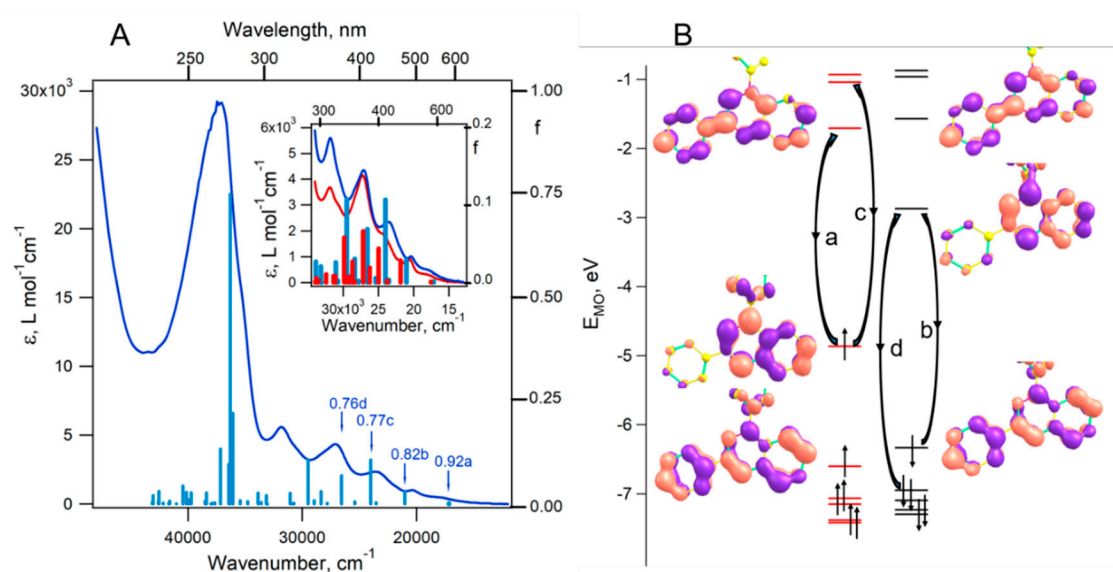 A
Wavelength, nm
250 300 400 500 600
30x10³
25
20
15
10
5
0
ε, L mol⁻¹cm⁻¹
1.00
f
0.75
0.50
0.25
0.00
300 400 600
6x10³
5
4
3
2
1
0
ε, L mol⁻¹cm⁻¹
0.2
f
0.1
0.0
30x10³ 25 20 15
Wavenumber, cm⁻¹
0.76d
0.77c
0.82b
0.92a
40000 30000 20000
Wavenumber, cm⁻¹
B
-1
-2
-3
-4
-5
-6
-7
E_MO, eV
a
c
d
b